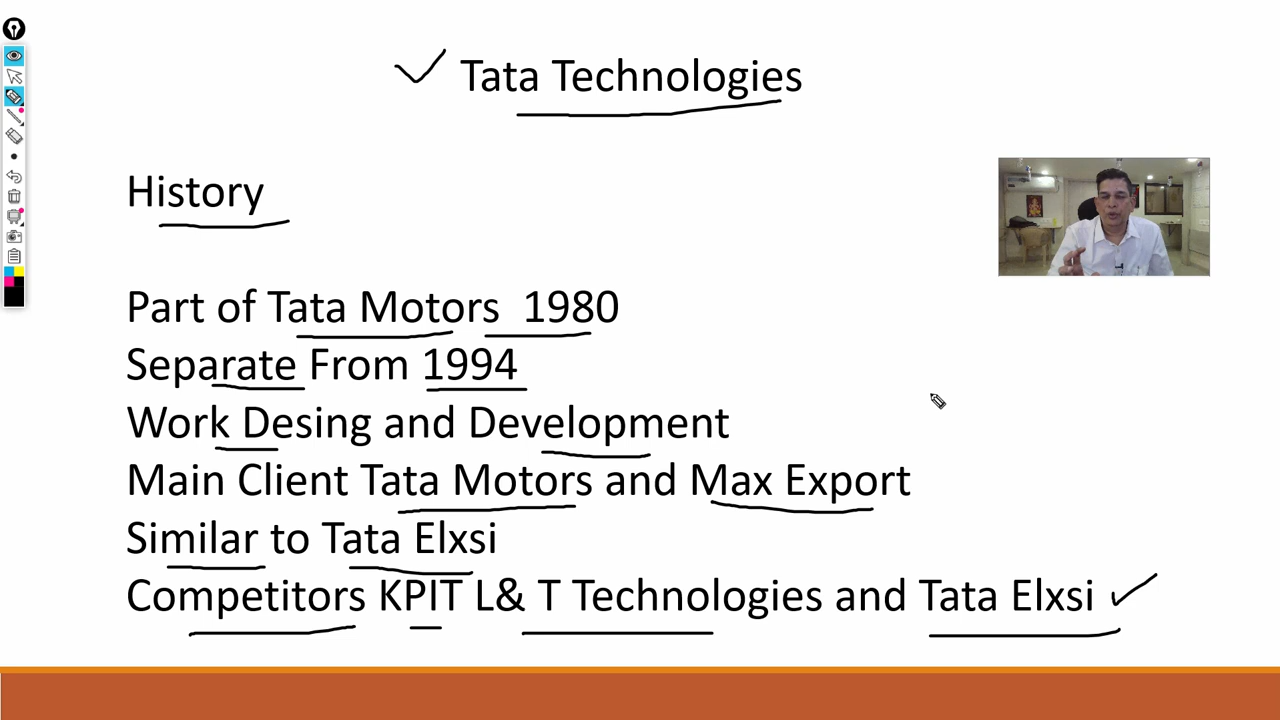 Tata Technologies
History
Part of Tata Motors  1980
Separate From 1994
Work Desing and Development
Main Client Tata Motors and Max Export
Similar to Tata Elxsi
Competitors KPIT L& T Technologies and Tata Elxsi